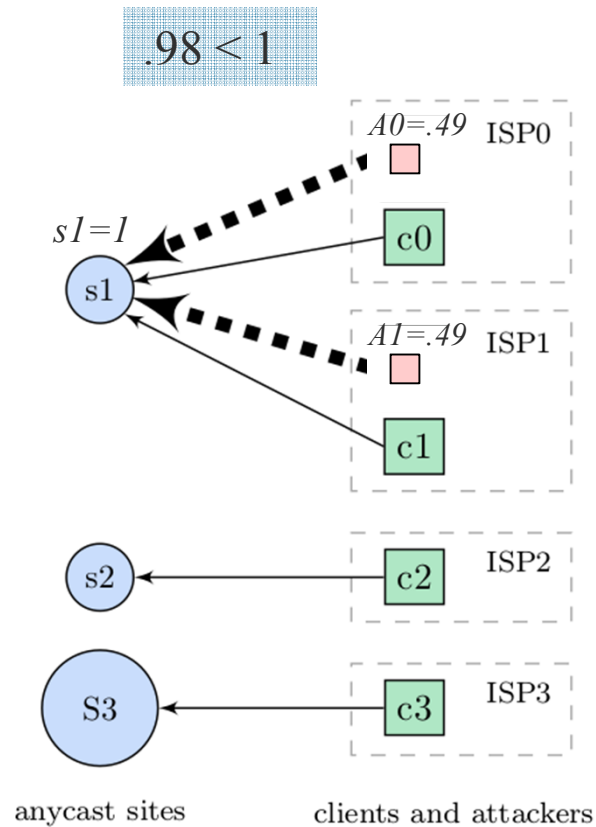 .98 < 1
A0=.49 ISP0
s1=1
c0
s1
A1=.49 ISP1
c1
s2
c2
ISP2
S3
c3
ISP3
anycast sites
clients and attackers